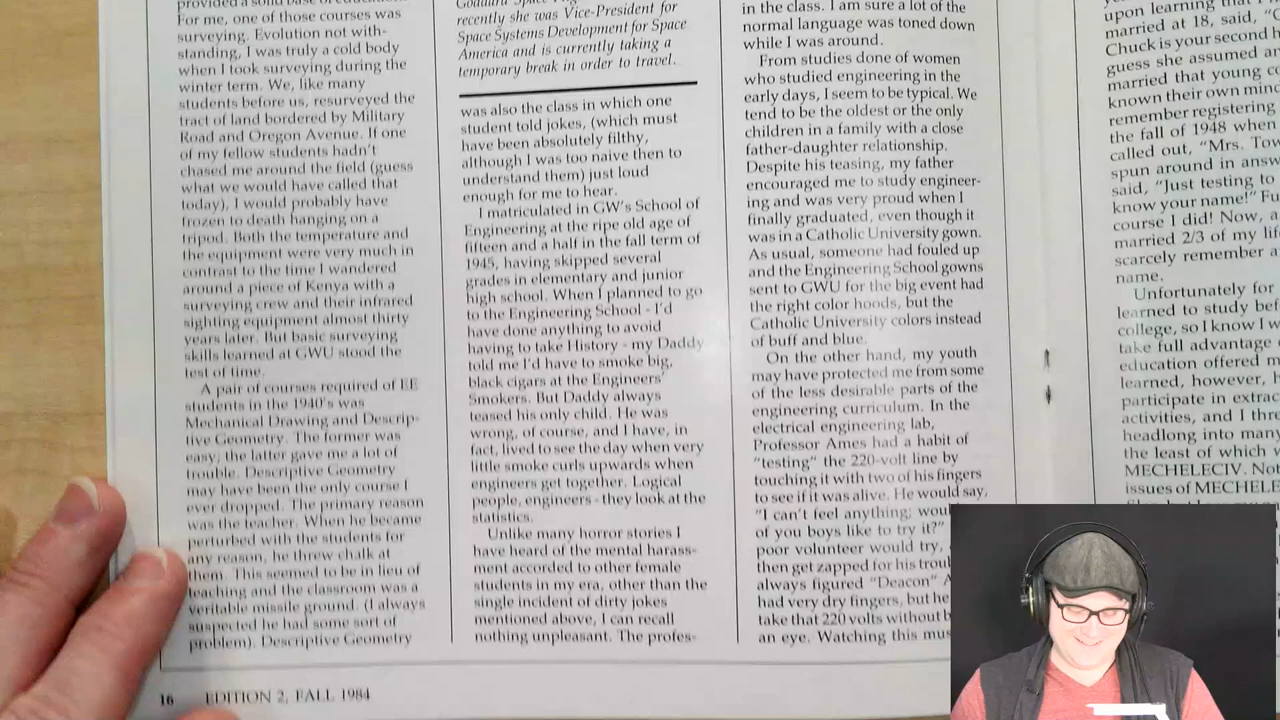 provided a solid base of
For me, one of those courses was
surveying. Evolution not with-
standing, I was truly a cold body
when I took surveying during the
winter term. We, like many
students before us, resurveyed the
tract of land bordered by Military
Road and Oregon Avenue. If one
of my fellow students hadn't
chased me around the field (guess
what we would have called that
today), I would probably have
frozen to death hanging on a
tripod. Both the temperature and
the equipment were very much in
contrast to the time I wandered
around a piece of Kenya with a
surveying crew and their infrared
sighting equipment almost thirty
years later. But basic surveying
skills learned at GWU stood the
test of time.
A pair of courses required of EE
students in the 1940's was
Mechanical Drawing and Descrip-
tive Geometry. The former was
easy; the latter gave me a lot of
trouble. Descriptive Geometry
may have been the only course I
ever dropped. The primary reason
was the teacher. When he became
perturbed with the students for
any reason, he threw chalk at
them. This seemed to be in lieu of
teaching and the classroom was a
veritable missile ground. (I always
suspected he had some sort of
problem). Descriptive Geometry
Goddard Space
recently she was Vice-President for
Space Systems Development for Space
America and is currently taking a
temporary break in order to travel.
was also the class in which one
student told jokes, (which must
have been absolutely filthy,
although I was too naive then to
understand them) just loud
enough for me to hear.
I matriculated in GW's School of
Engineering at the ripe old age of
fifteen and a half in the fall term of
1945, having skipped several
grades in elementary and junior
high school. When I planned to go
to the Engineering School - I'd
have done anything to avoid
having to take History - my Daddy
told me I'd have to smoke big,
black cigars at the Engineers'
Smokers. But Daddy always
teased his only child. He was
wrong, of course, and I have, in
fact, lived to see the day when very
little smoke curls upwards when
engineers get together. Logical
people, engineers - they look at the
statistics.
Unlike many horror stories I
have heard of the mental harass-
ment accorded to other female
students in my era, other than the
single incident of dirty jokes
mentioned above, I can recall
nothing unpleasant. The profes-
in the class. I am sure a lot of the
normal language was toned down
while I was around.
From studies done of women
who studied engineering in the
early days, I seem to be typical. We
tend to be the oldest or the only
children in a family with a close
father-daughter relationship.
Despite his teasing, my father
encouraged me to study engineer-
ing and was very proud when I
finally graduated, even though it
was in a Catholic University gown.
As usual, someone had fouled up
and the Engineering School gowns
sent to GWU for the big event had
the right color hoods, but the
Catholic University colors instead
of buff and blue.
On the other hand, my youth
may have protected me from some
of the less desirable parts of the
engineering curriculum. In the
electrical engineering lab,
Professor Ames had a habit of
"testing" the 220-volt line by
touching it with two of his fingers
to see if it was alive. He would say,
"I can't feel anything;
of you boys like to try it?"
poor volunteer would try,
then get zapped for his
always figured "Deacon" A
had very dry fingers, but he
take that 220 volts without
an eye. Watching this
upon learning that I
married at 18, said,
Chuck is your second
guess she assumed
married that young
known their own
remember registering
the fall of 1948 when
called out, "Mrs.
spun around in
said, "Just testing to
know your name!"
course I did! Now,
married 2/3 of my
scarcely remember
name.
Unfortunately for
learned to study
college, so I know I
take full advantage
education offered
learned, however,
participate in
activities, and I
headlong into many
the least of which
MECHELECIV. Not
issues of
16 EDITION 2, FALL 1984